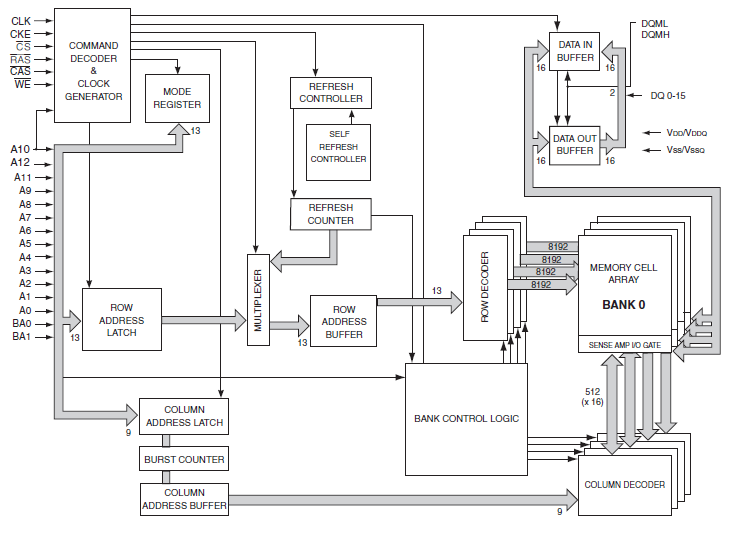 CLK
CKE
CS
RAS
CAS
WE
A10
A12
A11
A9
A8
A7
A6
A5
A4
A3
A2
A1
A0
BA0
BA1
COMMAND
DECODER
&
CLOCK
GENERATOR
MODE
REGISTER
13
REFRESH
CONTROLLER
SELF
REFRESH
CONTROLLER
REFRESH
COUNTER
DATA IN
BUFFER
16
16
DQML
DQMH
2
DQ 0-15
DATA OUT
BUFFER
16
16
VDD/VDDQ
Vss/VssQ
13
ROW
ADDRESS
LATCH
MULTIPLEXER
13
ROW
ADDRESS
BUFFER
13
ROW DECODER
8192
8192
8192
8192
MEMORY CELL
ARRAY
BANK 0
SENSE AMP I/O GATE
512
(x 16)
BANK CONTROL LOGIC
9
COLUMN
ADDRESS LATCH
BURST COUNTER
COLUMN
ADDRESS BUFFER
9
COLUMN DECODER